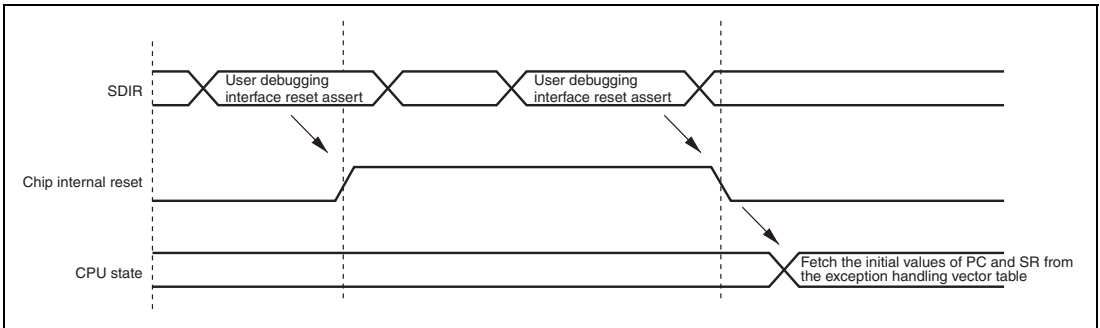 SDIR
User debugging
interface reset assert
User debugging
interface reset assert
Chip internal reset
CPU state
Fetch the initial values of PC and SR from
the exception handling vector table